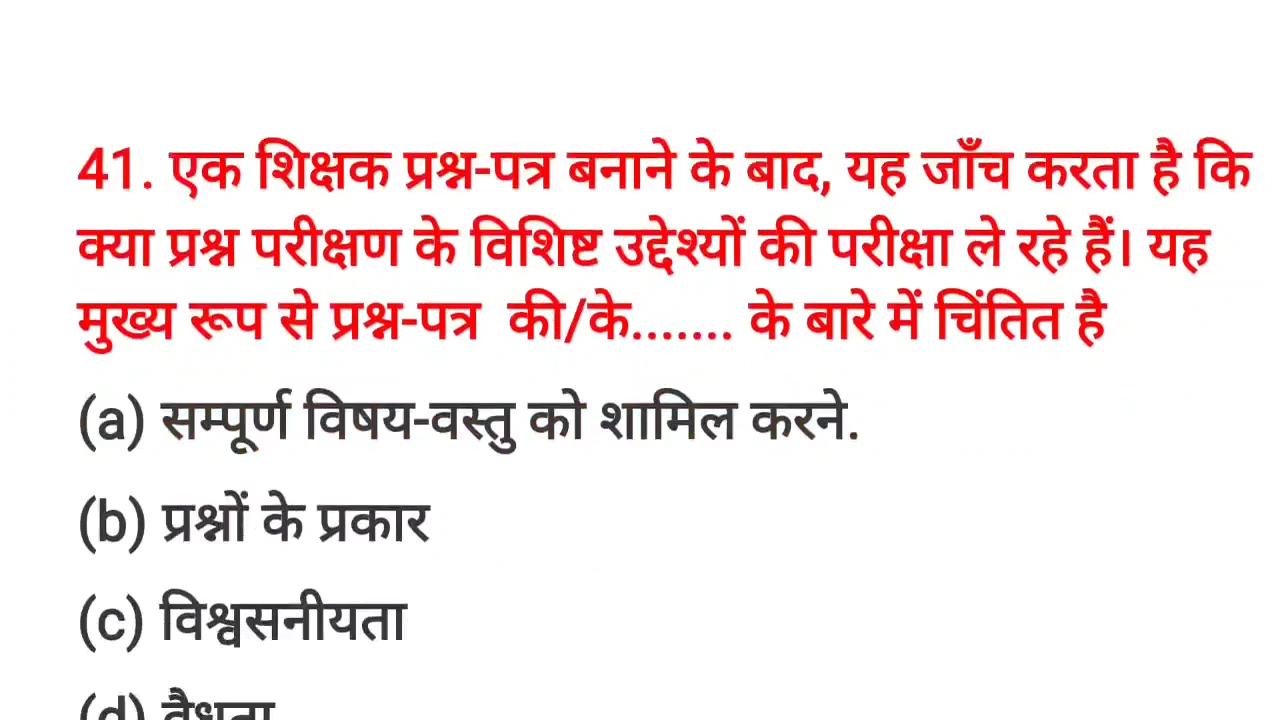 41. एक शिक्षक प्रश्न-पत्र बनाने के बाद, यह जाँच करता है कि
क्या प्रश्न परीक्षण के विशिष्ट उद्देश्यों की परीक्षा ले रहे हैं। यह
मुख्य रूप से प्रश्न-पत्र की/के....... के बारे में चिंतित है
(a) सम्पूर्ण विषय-वस्तु को शामिल करने.
(b) प्रश्नों के प्रकार
(c) विश्वसनीयता
(d) वैधता